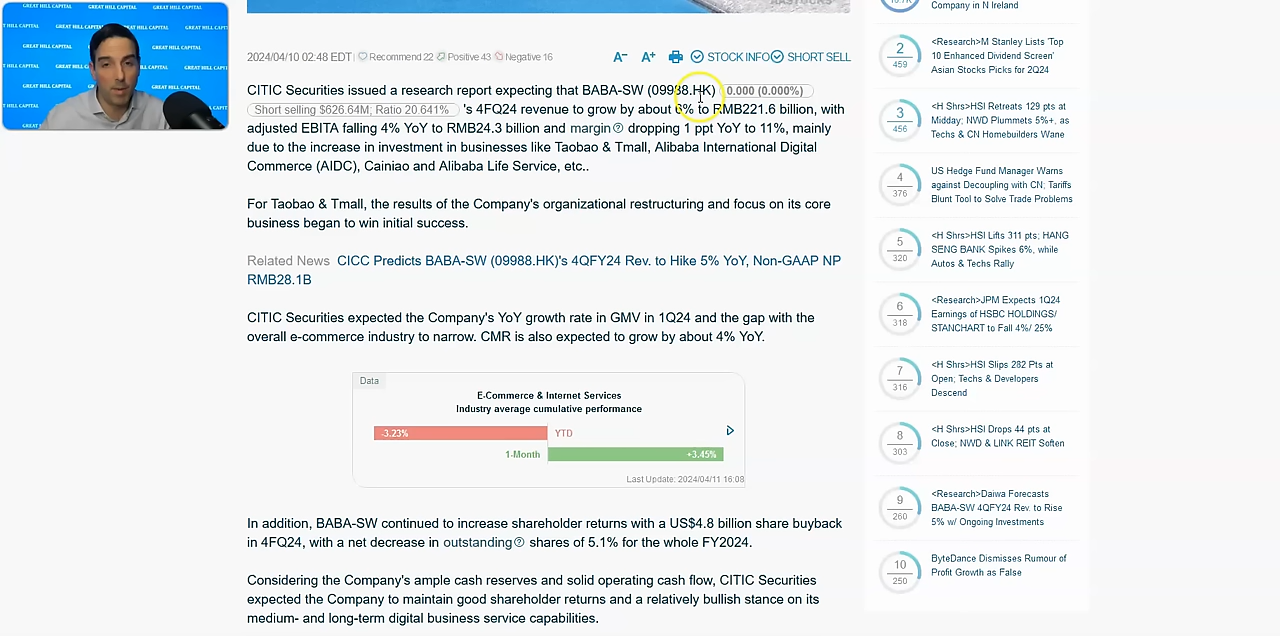 GREAT HILL CAPITAL GREAT HILL CAPITAL GREAT HILL CAPITAL
GREAT HILL CAPITAL
2024/04/10 02:48 EDT | Recommend 22 Positive 43 Negative 16
A- A+ STOCK INFO SHORT SELL
CITIC Securities issued a research report expecting that BABA-SW (09988.HK) 0.000 (0.000%)
Short selling $626.64M; Ratio 20.641% 's 4FQ24 revenue to grow by about 6% to RMB221.6 billion, with
adjusted EBITA falling 4% YoY to RMB24.3 billion and margin dropping 1 ppt YoY to 11%, mainly
due to the increase in investment in businesses like Taobao & Tmall, Alibaba International Digital
Commerce (AIDC), Cainiao and Alibaba Life Service, etc..
For Taobao & Tmall, the results of the Company's organizational restructuring and focus on its core
business began to win initial success.
Related News CICC Predicts BABA-SW (09988.HK)'s 4QFY24 Rev. to Hike 5% YoY, Non-GAAP NP
RMB28.1B
CITIC Securities expected the Company's YoY growth rate in GMV in 1Q24 and the gap with the
overall e-commerce industry to narrow. CMR is also expected to grow by about 4% YoY.
Data
E-Commerce & Internet Services
Industry average cumulative performance
-3.23% YTD
1-Month +3.45%
Last Update: 2024/04/11 16:08
In addition, BABA-SW continued to increase shareholder returns with a US$4.8 billion share buyback
in 4FQ24, with a net decrease in outstanding shares of 5.1% for the whole FY2024.
Considering the Company's ample cash reserves and solid operating cash flow, CITIC Securities
expected the Company to maintain good shareholder returns and a relatively bullish stance on its
medium- and long-term digital business service capabilities.
Company in N Ireland
2
459
<Research>M Stanley Lists 'Top
10 Enhanced Dividend Screen'
Asian Stocks Picks for 2Q24
3
456
<H Shrs>HSI Retreats 129 pts at
Midday; NWD Plummets 5%+, as
Techs & CN Homebuilders Wane
4
376
US Hedge Fund Manager Warns
against Decoupling with CN; Tariffs
Blunt Tool to Solve Trade Problems
5
320
<H Shrs>HSI Lifts 311 pts; HANG
SENG BANK Spikes 6%, while
Autos & Techs Rally
6
318
<Research>JPM Expects 1Q24
Earnings of HSBC HOLDINGS/
STANCHART to Fall 4%/ 25%
7
316
<H Shrs>HSI Slips 282 Pts at
Open; Techs & Developers
Descend
8
303
<H Shrs>HSI Drops 44 pts at
Close; NWD & LINK REIT Soften
9
260
<Research>Daiwa Forecasts
BABA-SW 4QFY24 Rev. to Rise
5% w/ Ongoing Investments
10
250
ByteDance Dismisses Rumour of
Profit Growth as False